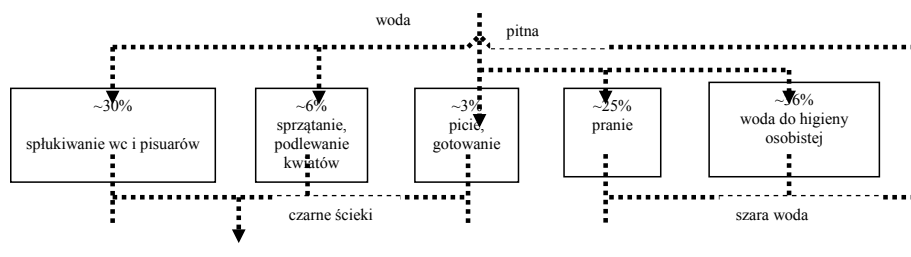 woda
pitna
~30%
spłukiwanie wc i pisuarów
~6%
sprzątanie,
podlewanie
kwiatów
~3%
picie,
gotowanie
~25%
pranie
~36%
woda do higieny
osobistej
czarne ścieki
szara woda